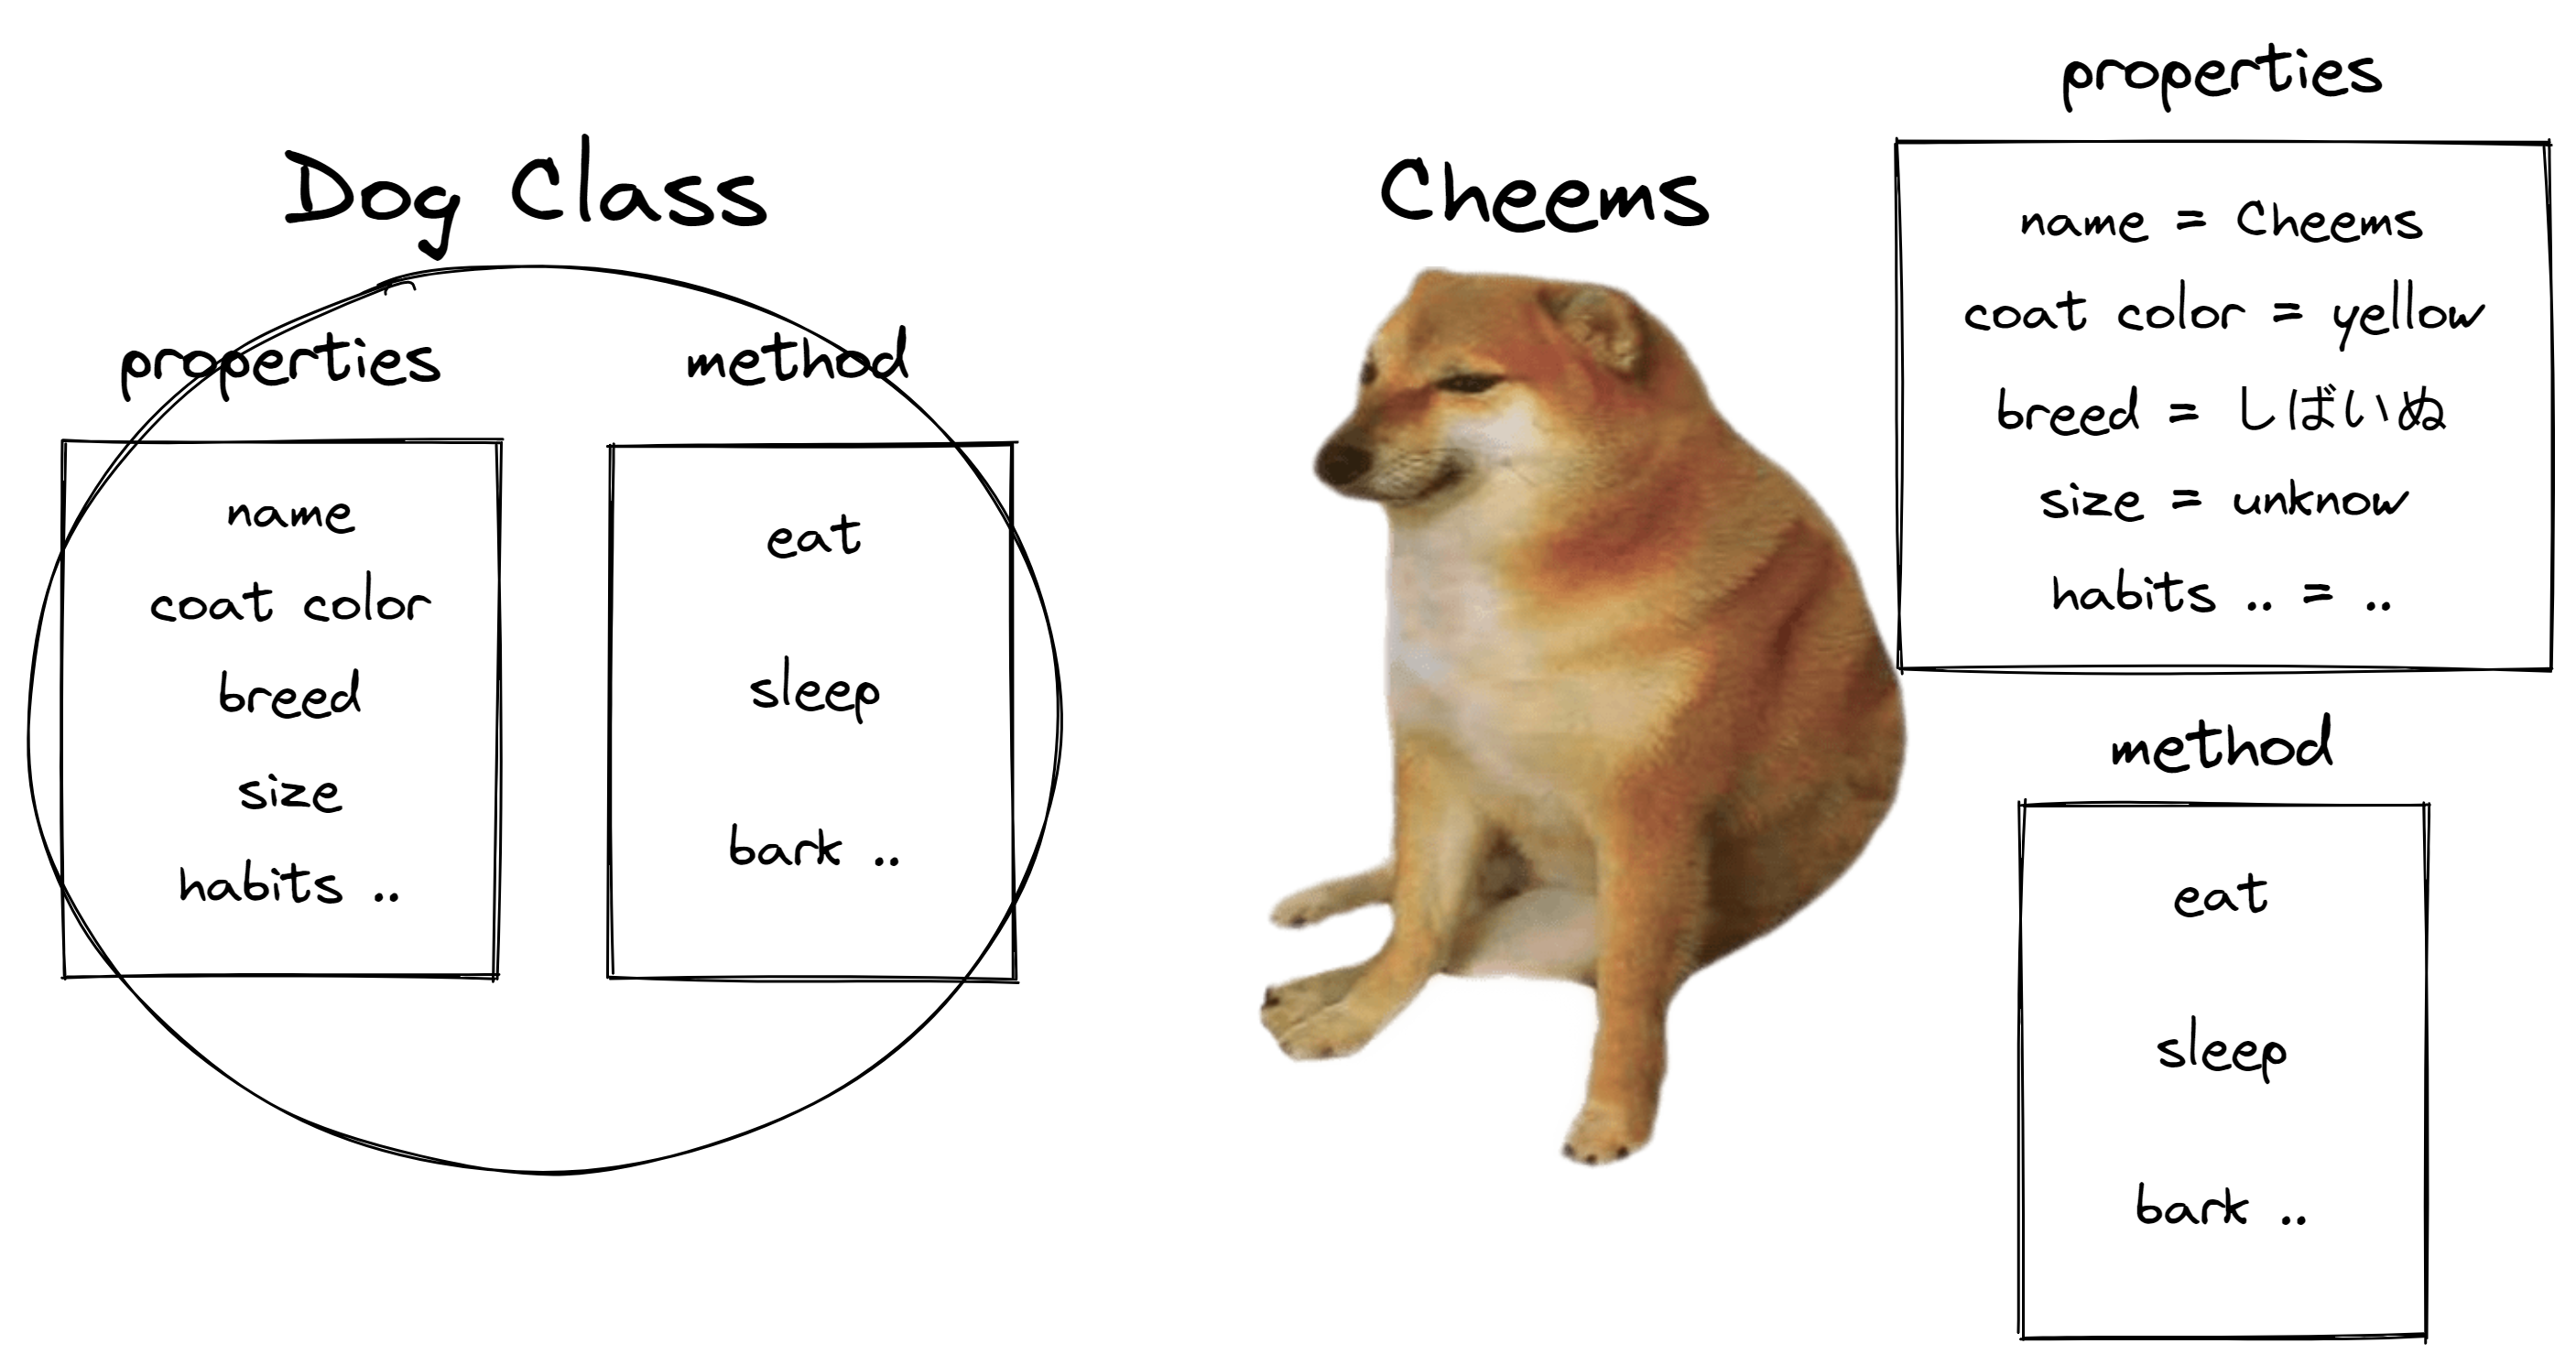 Dog Class
properties
name
coat color
breed
size
habits ..
method
eat
sleep
bark ..
Cheems
properties
name = Cheems
coat color = yellow
breed = しばいぬ
size = unknow
habits .. = ..
method
eat
sleep
bark ..